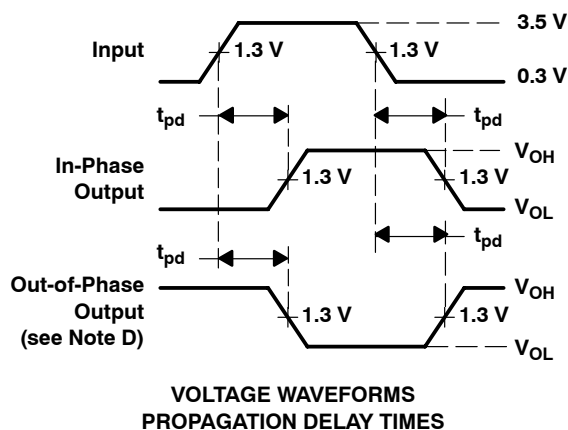 3.5 V
Input
1.3 V
1.3 V
0.3 V
tpd
tpd
In-Phase
Output
VOH
1.3 V
1.3 V
VOL
tpd
tpd
Out-of-Phase
Output
(see Note D)
VOH
1.3 V
1.3 V
VOL
VOLTAGE WAVEFORMS
PROPAGATION DELAY TIMES